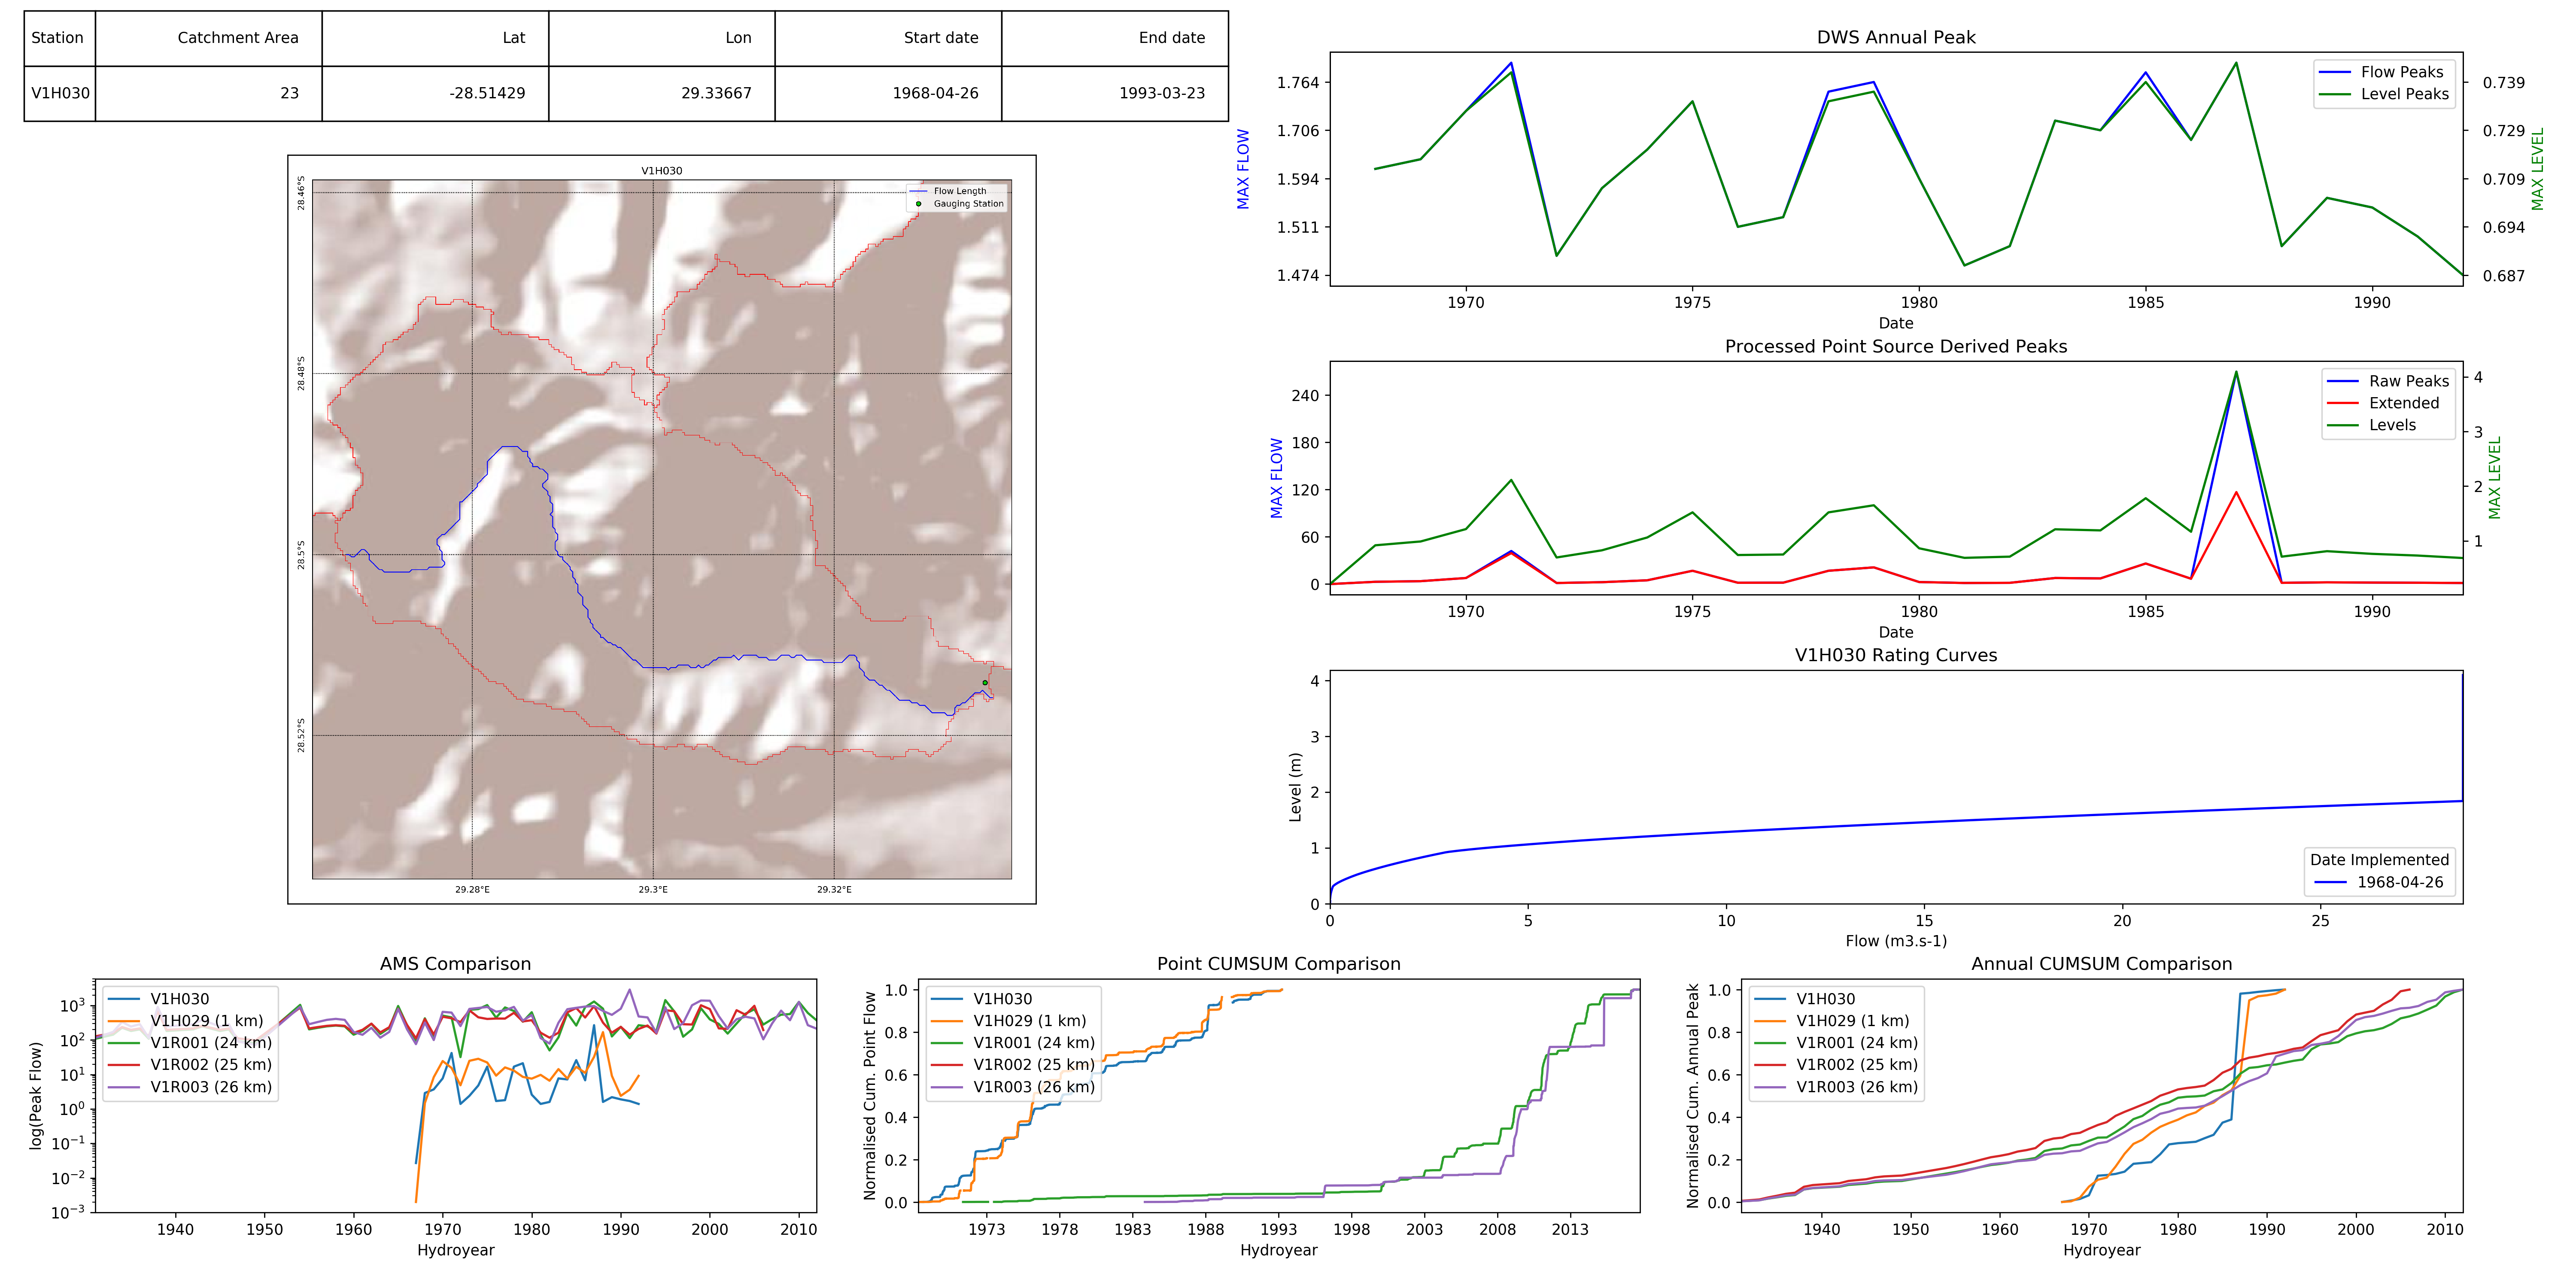 Station Catchment Area Lat Lon Start date End date
V1H030 23 -28.51429 29.33667 1968-04-26 1993-03-23
V1H030
Flow Length
Gauging Station
28.46°S
28.48°S
28.5°S
28.52°S
29.28°E 29.3°E 29.32°E
DWS Annual Peak
Flow Peaks
Level Peaks
MAX FLOW
1.764
1.706
1.594
1.511
1.474
0.739
0.729
0.709
0.694
0.687
MAX LEVEL
1970 1975 1980 1985 1990
Date
Processed Point Source Derived Peaks
Raw Peaks
Extended
Levels
MAX FLOW
240
180
120
60
0
4
3
2
1
MAX LEVEL
1970 1975 1980 1985 1990
Date
V1H030 Rating Curves
Level (m)
4
3
2
1
0
Date Implemented
1968-04-26
0 5 10 15 20 25
Flow (m3.s-1)
AMS Comparison
V1H030
V1H029 (1 km)
V1R001 (24 km)
V1R002 (25 km)
V1R003 (26 km)
log(Peak Flow)
10³
10²
10¹
10⁰
10⁻¹
10⁻²
10⁻³
1940 1950 1960 1970 1980 1990 2000 2010
Hydroyear
Point CUMSUM Comparison
V1H030
V1H029 (1 km)
V1R001 (24 km)
V1R002 (25 km)
V1R003 (26 km)
Normalised Cum. Point Flow
1.0
0.8
0.6
0.4
0.2
0.0
1973 1978 1983 1988 1993 1998 2003 2008 2013
Hydroyear
Annual CUMSUM Comparison
V1H030
V1H029 (1 km)
V1R001 (24 km)
V1R002 (25 km)
V1R003 (26 km)
Normalised Cum. Annual Peak
1.0
0.8
0.6
0.4
0.2
0.0
1940 1950 1960 1970 1980 1990 2000 2010
Hydroyear